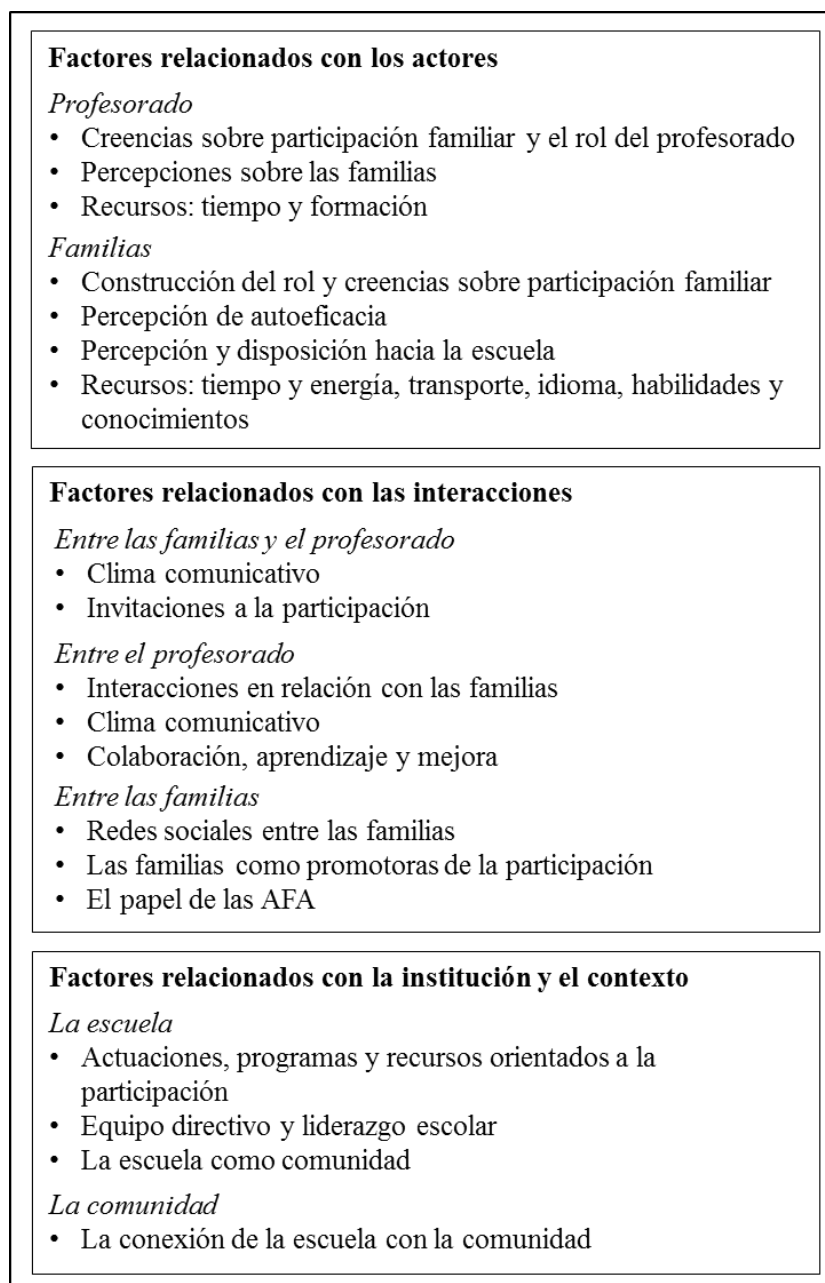 Factores relacionados con los actores
Profesorado
• Creencias sobre participación familiar y el rol del profesorado
• Percepciones sobre las familias
• Recursos: tiempo y formación
Familias
• Construcción del rol y creencias sobre participación familiar
• Percepción de autoeficacia
• Percepción y disposición hacia la escuela
• Recursos: tiempo y energía, transporte, idioma, habilidades y
conocimientos
Factores relacionados con las interacciones
Entre las familias y el profesorado
• Clima comunicativo
• Invitaciones a la participación
Entre el profesorado
• Interacciones en relación con las familias
• Clima comunicativo
• Colaboración, aprendizaje y mejora
Entre las familias
• Redes sociales entre las familias
• Las familias como promotoras de la participación
• El papel de las AFA
Factores relacionados con la institución y el contexto
La escuela
• Actuaciones, programas y recursos orientados a la
participación
• Equipo directivo y liderazgo escolar
• La escuela como comunidad
La comunidad
• La conexión de la escuela con la comunidad